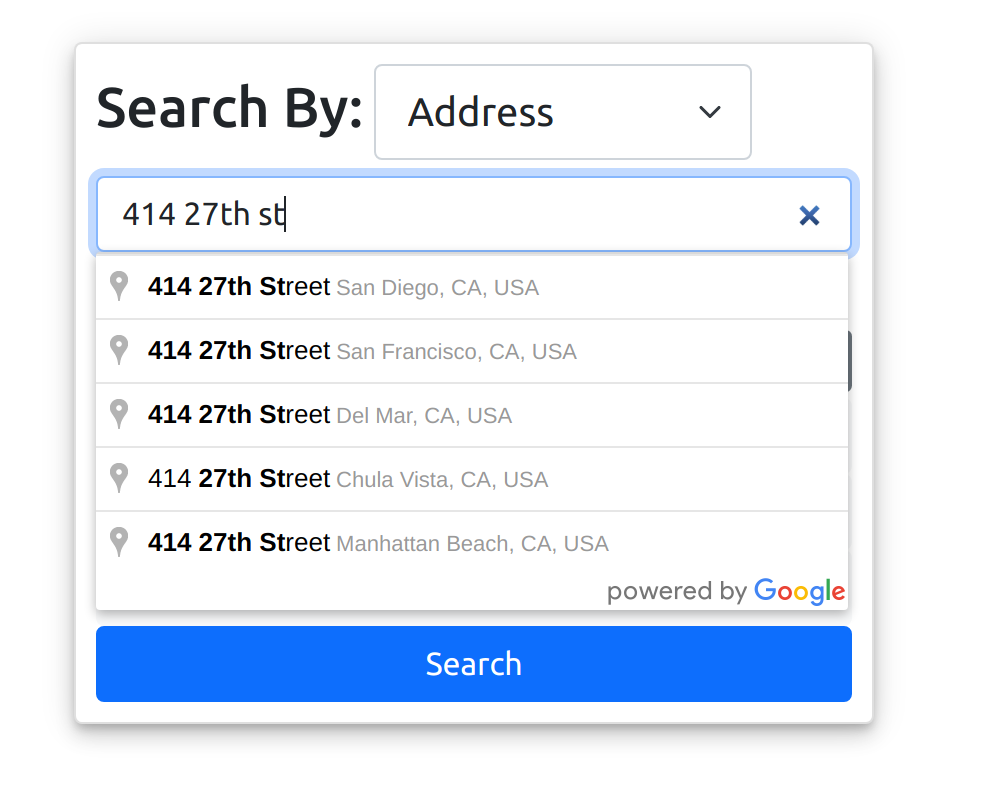 Search By: Address
414 27th st
414 27th Street San Diego, CA, USA
414 27th Street San Francisco, CA, USA
414 27th Street Del Mar, CA, USA
414 27th Street Chula Vista, CA, USA
414 27th Street Manhattan Beach, CA, USA
powered by Google
Search